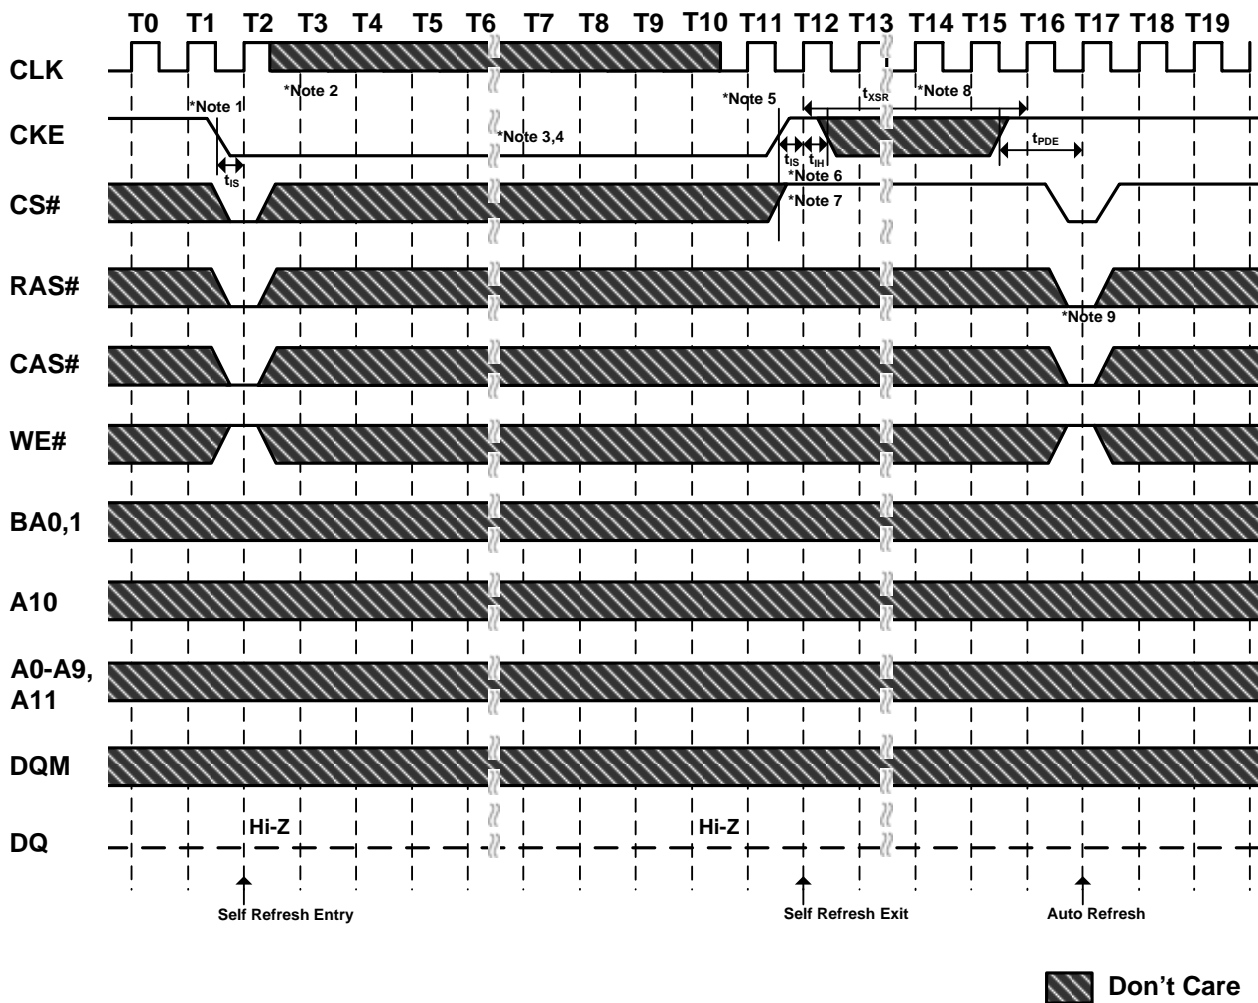 T0 T1 T2 T3 T4 T5 T6 T7 T8 T9 T10 T11 T12 T13 T14 T15 T16 T17 T18 T19
CLK
*Note 1 *Note 2 *Note 5 tXSR *Note 8
CKE *Note 3,4 tPDE
tIS tIS tIH
*Note 6
CS# *Note 7
RAS#
*Note 9
CAS#
WE#
BA0,1
A10
A0-A9,
A11
DQM
Hi-Z Hi-Z
DQ
Self Refresh Entry Self Refresh Exit Auto Refresh
Don't Care